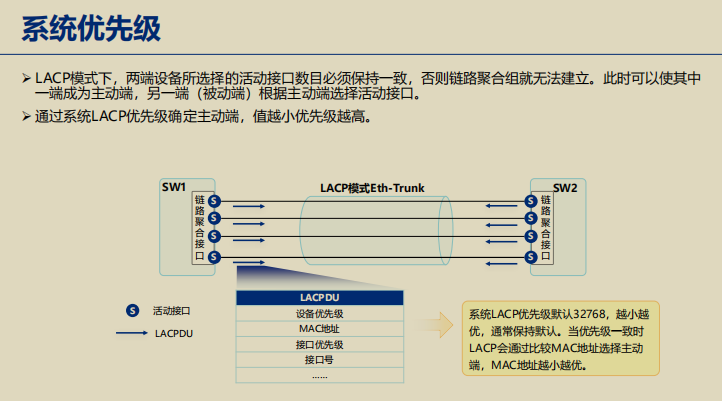 系统优先级
➢ LACP模式下，两端设备所选择的活动接口数目必须保持一致，否则链路聚合组就无法建立。此时可以使其中
一端成为主动端，另一端（被动端）根据主动端选择活动接口。
➢ 通过系统LACP优先级确定主动端，值越小优先级越高。
SW1
LACP模式Eth-Trunk
SW2
链路聚合接口
S
S
S
S
S
S
S
S
链路聚合接口
LACPDU
设备优先级
MAC地址
接口优先级
接口号
……
S 活动接口
LACPDU
系统LACP优先级默认32768，越小越
优，通常保持默认。当优先级一致时
LACP会通过比较MAC地址选择主动
端，MAC地址越小越优。